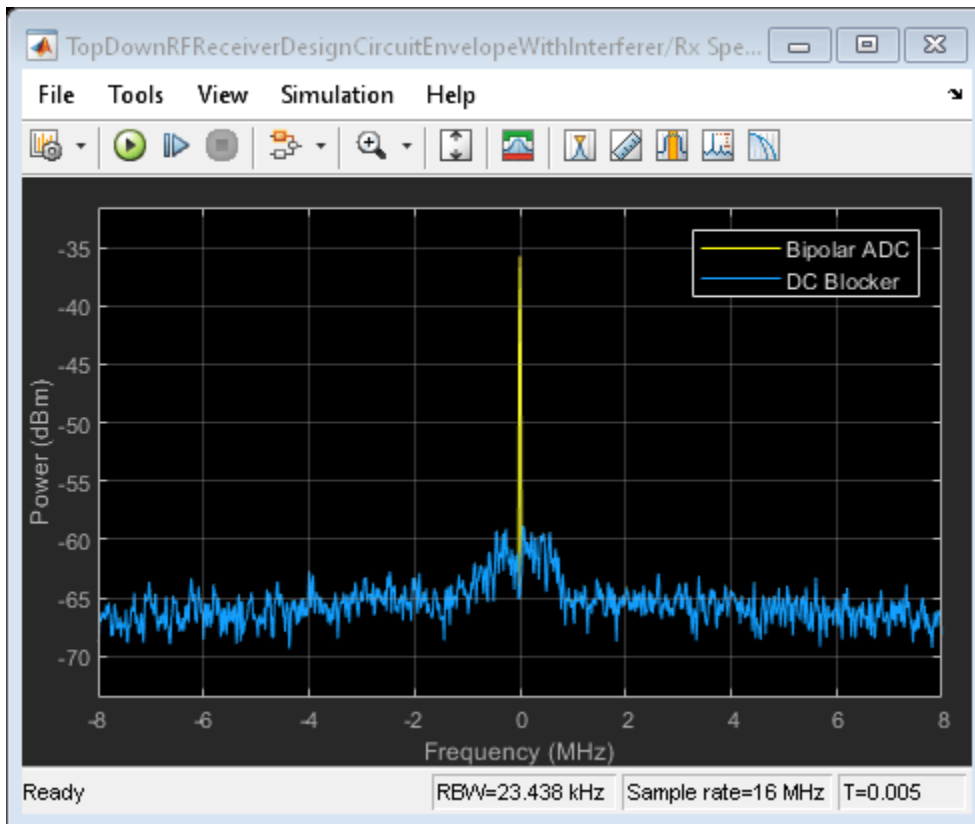 TopDownRFReceiverDesignCircuitEnvelopeWithInterferer/Rx Spe...
File Tools View Simulation Help
Bipolar ADC
DC Blocker
-35
-40
-45
-50
-55
-60
-65
-70
Power (dBm)
-8 -6 -4 -2 0 2 4 6 8
Frequency (MHz)
Ready RBW=23.438 kHz Sample rate=16 MHz T=0.005